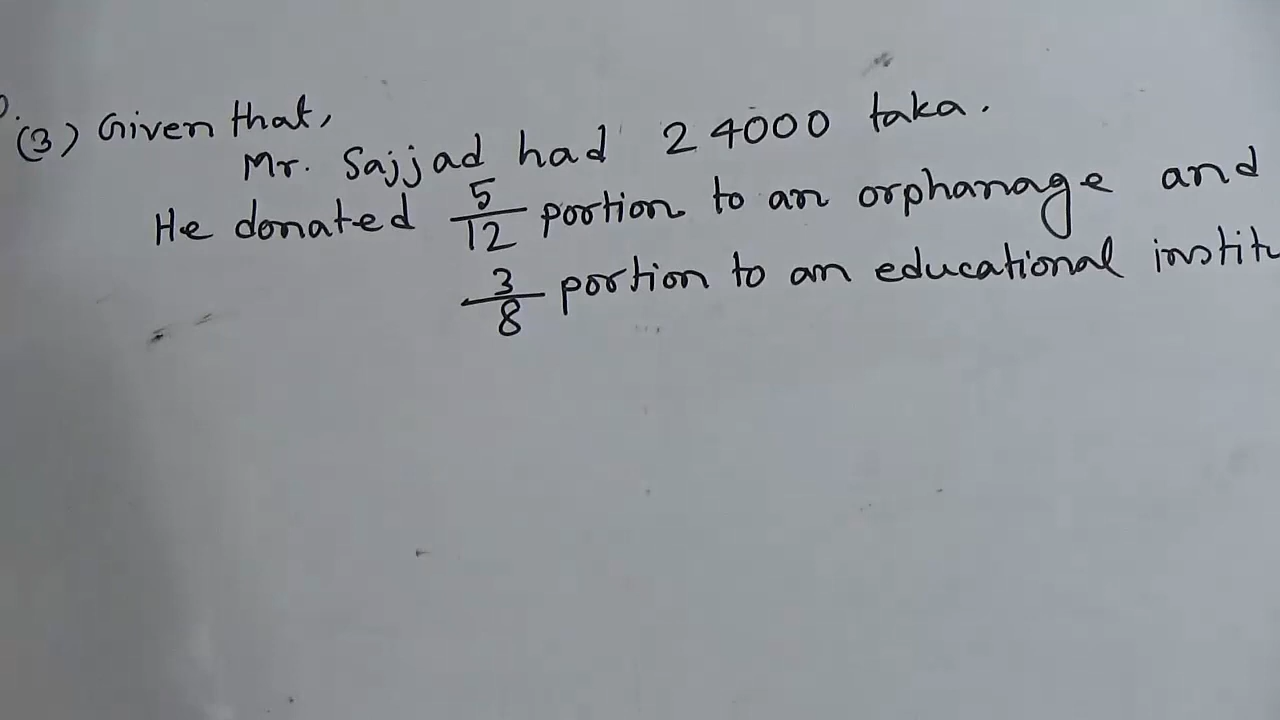 (3) Given that,
Mr. Sajjad had 24000 taka.
He donated 5/12 portion to an orphanage and
3/8 portion to an educational institu